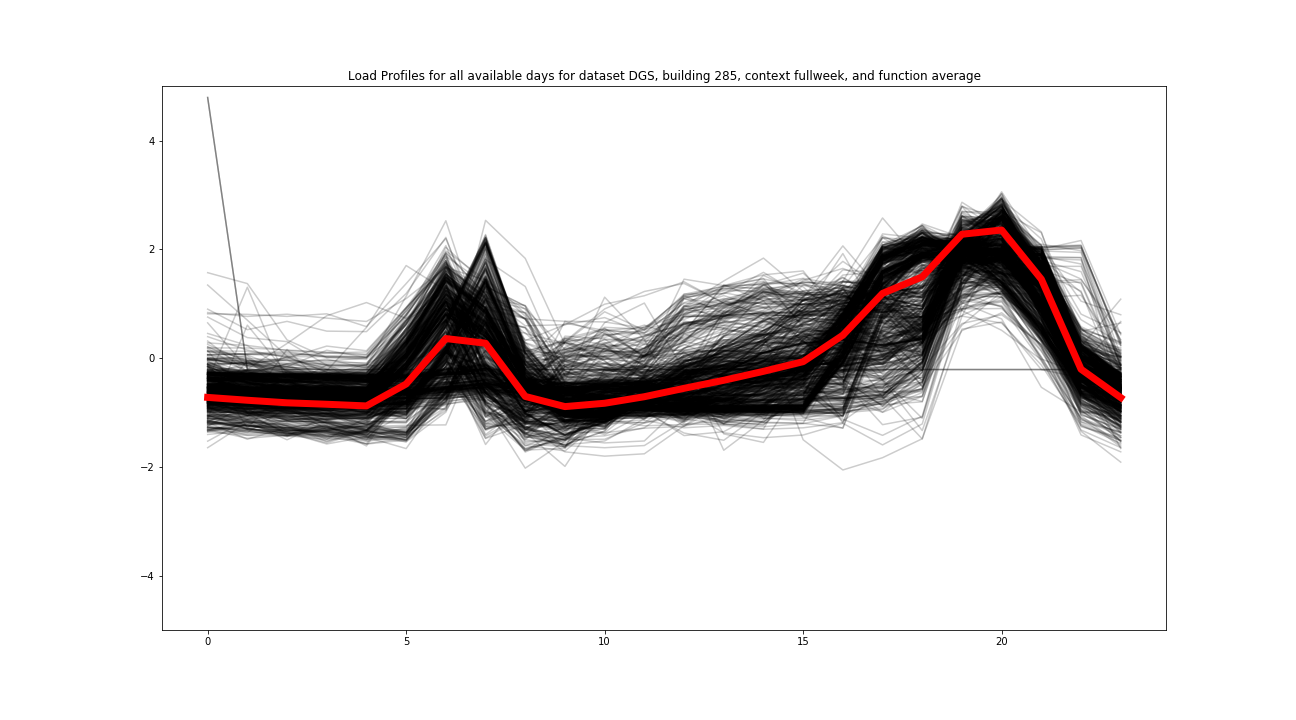 Load Profiles for all available days for dataset DGS, building 285, context fullweek, and function average
4
2
0
−2
−4
0 5 10 15 20